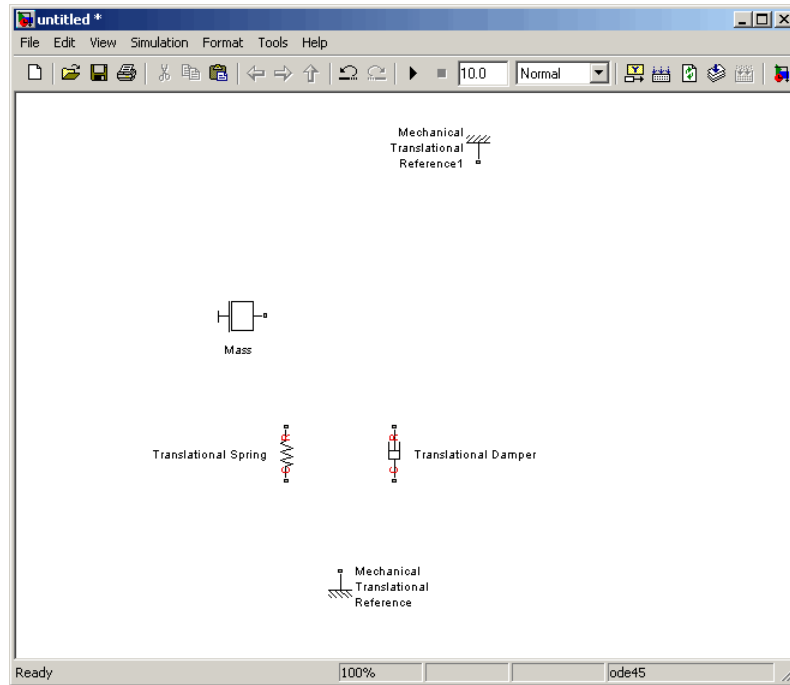 untitled *
File Edit View Simulation Format Tools Help
10.0 Normal
Mechanical
Translational
Reference1
Mass
R R
Translational Spring Translational Damper
C C
Mechanical
Translational
Reference
Ready 100% ode45